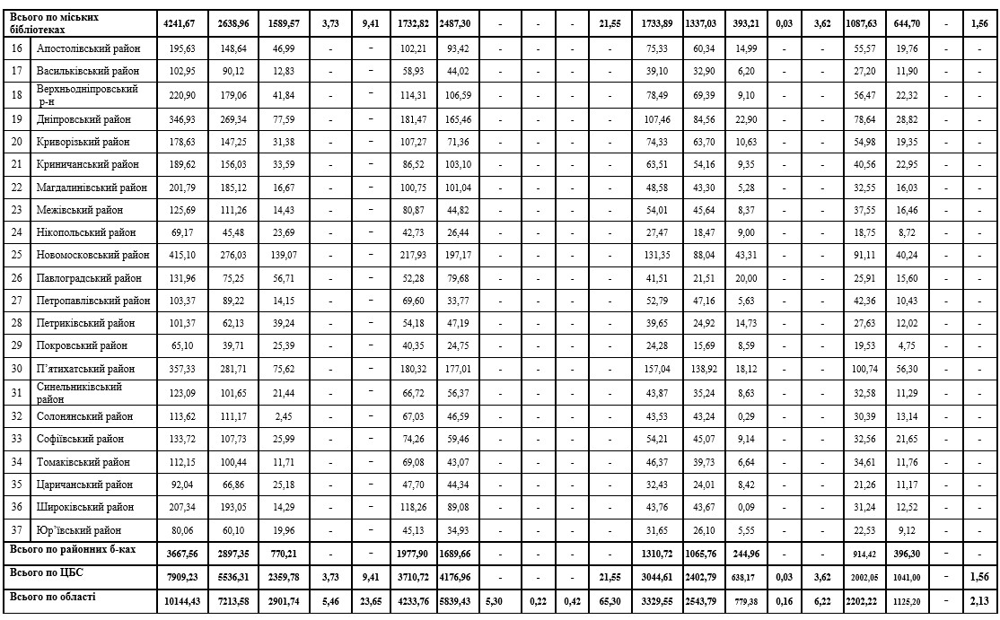 Всього по міських бібліотеках 4241,67 2638,96 1589,57 3,73 9,41 1732,82 2487,30 - - - 21,55 1733,89 1337,03 393,21 0,03 3,62 1087,63 644,70 - 1,56
16 Апостолівський район 195,63 148,64 46,99 - - 102,21 93,42 - - - - 75,33 60,34 14,99 - - 55,57 19,76 - -
17 Васильківський район 102,95 90,12 12,83 - - 58,93 44,02 - - - - 39,10 32,90 6,20 - - 27,20 11,90 - -
18 Верхньодніпровський р-н 220,90 179,06 41,84 - - 114,31 106,59 - - - - 78,49 69,39 9,10 - - 56,47 22,32 - -
19 Дніпровський район 346,93 269,34 77,59 - - 181,47 165,46 - - - - 107,46 84,56 22,90 - - 78,64 28,82 - -
20 Криворізький район 178,63 147,25 31,38 - - 107,27 71,36 - - - - 74,33 63,70 10,63 - - 54,98 19,35 - -
21 Криничанський район 189,62 156,03 33,59 - - 86,52 103,10 - - - - 63,51 54,16 9,35 - - 40,56 22,95 - -
22 Магдалинівський район 201,79 185,12 16,67 - - 100,75 101,04 - - - - 48,58 43,30 5,28 - - 32,55 16,03 - -
23 Межівський район 125,69 111,26 14,43 - - 80,87 44,82 - - - - 54,01 45,64 8,37 - - 37,55 16,46 - -
24 Нікопольський район 69,17 45,48 23,69 - - 42,73 26,44 - - - - 27,47 18,47 9,00 - - 18,75 8,72 - -
25 Новомосковський район 415,10 276,03 139,07 - - 217,93 197,17 - - - - 131,35 88,04 43,31 - - 91,11 40,24 - -
26 Павлоградський район 131,96 75,25 56,71 - - 52,28 79,68 - - - - 41,51 21,51 20,00 - - 25,91 15,60 - -
27 Петропавлівський район 103,37 89,22 14,15 - - 69,60 33,77 - - - - 52,79 47,16 5,63 - - 42,36 10,43 - -
28 Петриківський район 101,37 62,13 39,24 - - 54,18 47,19 - - - - 39,65 24,92 14,73 - - 27,63 12,02 - -
29 Покровський район 65,10 39,71 25,39 - - 40,35 24,75 - - - - 24,28 15,69 8,59 - - 19,53 4,75 - -
30 П’ятихатський район 357,33 281,71 75,62 - - 180,32 177,01 - - - - 157,04 138,92 18,12 - - 100,74 56,30 - -
31 Синельниківський район 123,09 101,65 21,44 - - 66,72 56,37 - - - - 43,87 35,24 8,63 - - 32,58 11,29 - -
32 Солонянський район 113,62 111,17 2,45 - - 67,03 46,59 - - - - 43,53 43,24 0,29 - - 30,39 13,14 - -
33 Софіївський район 133,72 107,73 25,99 - - 74,26 59,46 - - - - 54,21 45,07 9,14 - - 32,56 21,65 - -
34 Томаківський район 112,15 100,44 11,71 - - 69,08 43,07 - - - - 46,37 39,73 6,64 - - 34,61 11,76 - -
35 Царичанський район 92,04 66,86 25,18 - - 47,70 44,34 - - - - 32,43 24,01 8,42 - - 21,26 11,17 - -
36 Широківський район 207,34 193,05 14,29 - - 118,26 89,08 - - - - 43,76 43,67 0,09 - - 31,24 12,52 - -
37 Юр’ївський район 80,06 60,10 19,96 - - 45,13 34,93 - - - - 31,65 26,10 5,55 - - 22,53 9,12 - -
Всього по районних б-ках 3667,56 2897,35 770,21 - - 1977,90 1689,66 - - - - 1310,72 1065,76 244,96 - - 914,42 396,30 - -
Всього по ЦБС 7909,23 5536,31 2359,78 3,73 9,41 3710,72 4176,96 21,55 3044,61 2402,79 638,17 0,03 3,62 2002,05 1041,00 - 1,56
Всього по області 10144,43 7213,58 2901,74 5,46 23,65 4233,76 5839,43 5,30 0,22 0,42 65,30 3329,55 2543,79 779,38 0,16 6,22 2202,22 1125,20 - 2,13